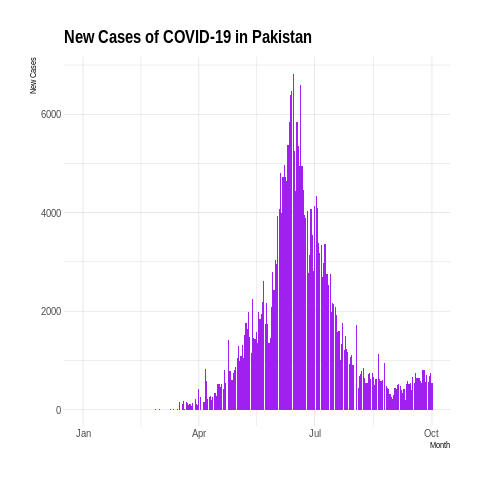 New Cases of COVID-19 in Pakistan
New Cases
6000
4000
2000
0
Jan Apr Jul Oct
Month